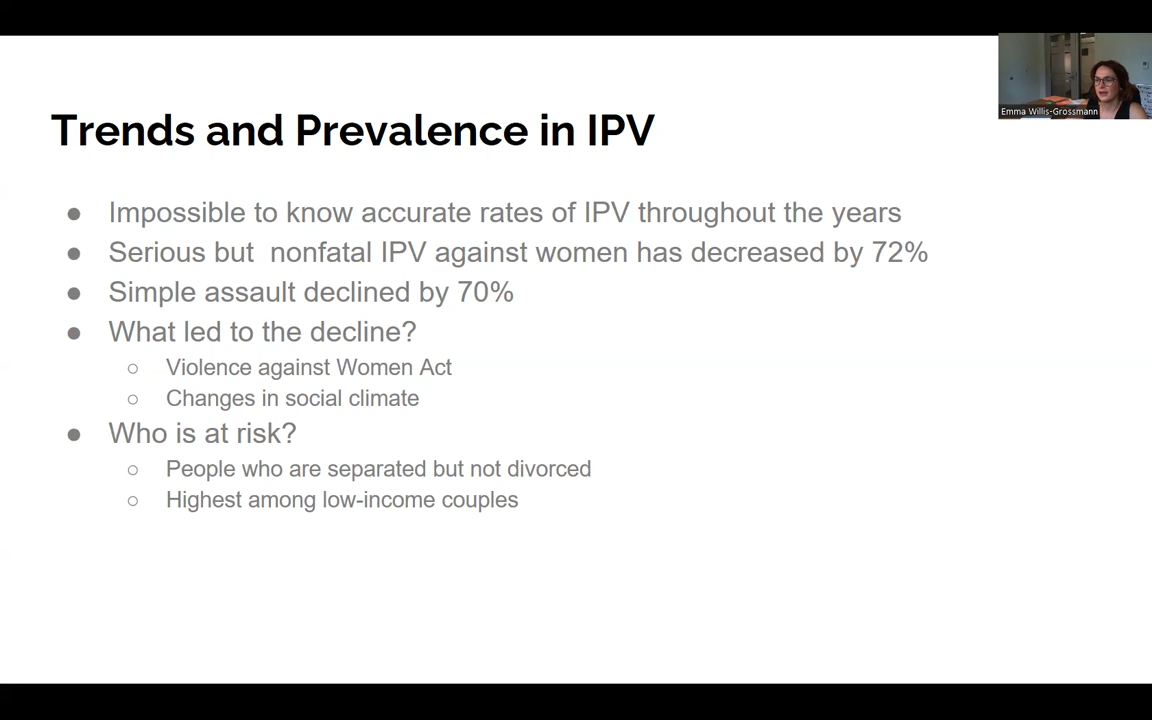 Emma Willis-Grossmann
Trends and Prevalence in IPV
● Impossible to know accurate rates of IPV throughout the years
● Serious but  nonfatal IPV against women has decreased by 72%
● Simple assault declined by 70%
● What led to the decline?
○ Violence against Women Act
○ Changes in social climate
● Who is at risk?
○ People who are separated but not divorced
○ Highest among low-income couples